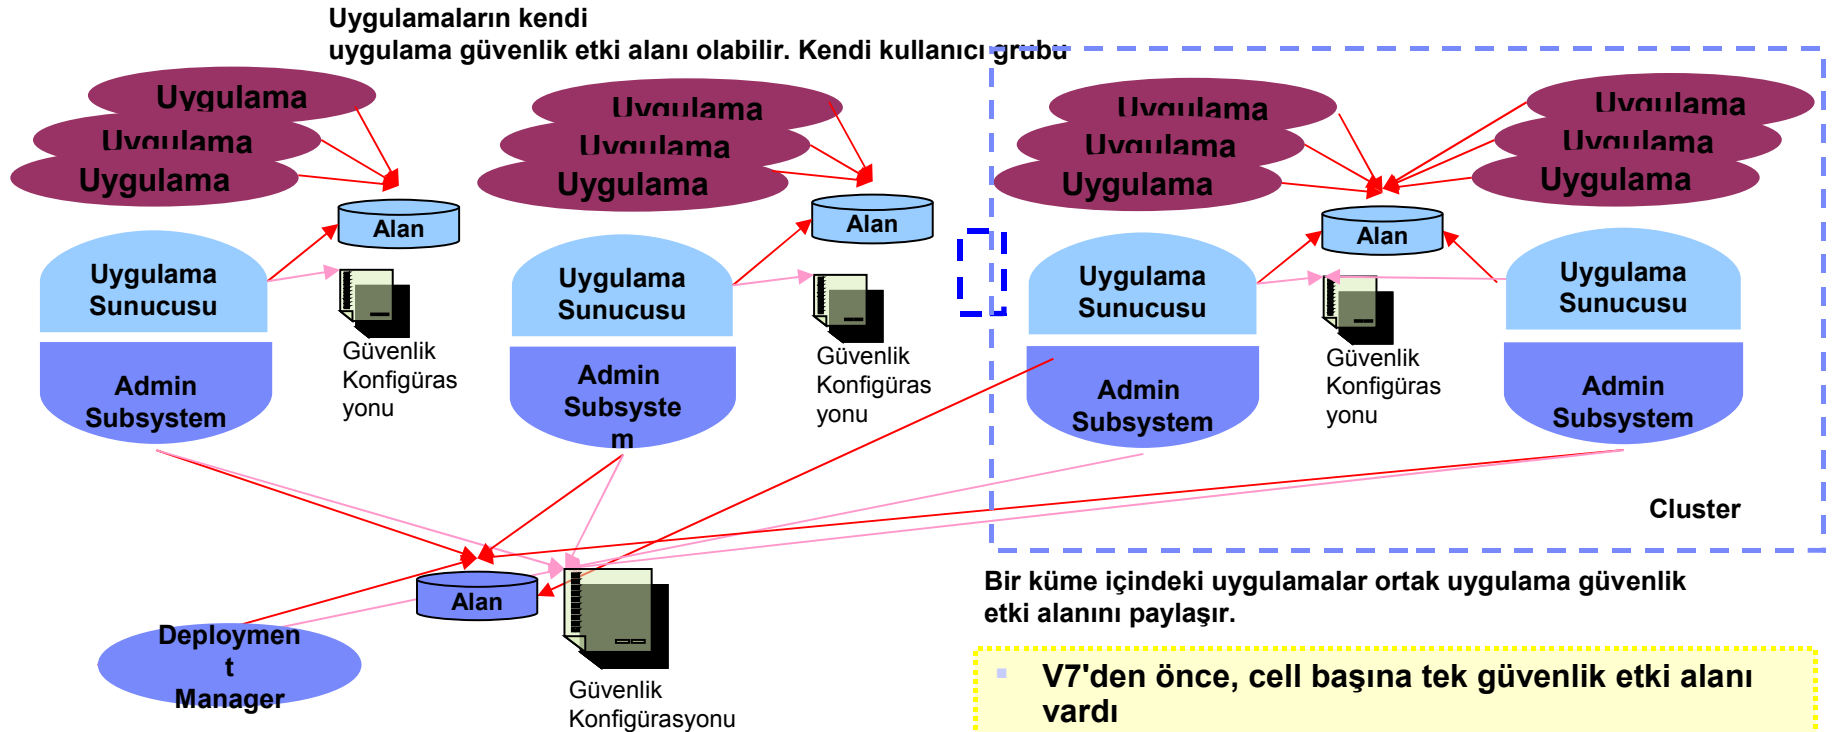 Uygulamaların kendi
uygulama güvenlik etki alanı olabilir. Kendi kullanıcı grubu
Uygulama
Uygulama
Uygulama
Alan
Uygulama
Sunucusu
Güvenlik
Konfigüras
yonu
Admin
Subsystem
Uygulama
Uygulama
Uygulama
Alan
Uygulama
Sunucusu
Güvenlik
Konfigüras
yonu
Admin
Subsyste
m
Uygulama
Uygulama
Uygulama
Uygulama
Uygulama
Uygulama
Alan
Uygulama
Sunucusu
Uygulama
Sunucusu
Güvenlik
Konfigüras
yonu
Admin
Subsystem
Admin
Subsystem
Cluster
Alan
Deploymen
t
Manager
Güvenlik
Konfigürasyonu
Bir küme içindeki uygulamalar ortak uygulama güvenlik
etki alanını paylaşır.
V7'den önce, cell başına tek güvenlik etki alanı
vardı